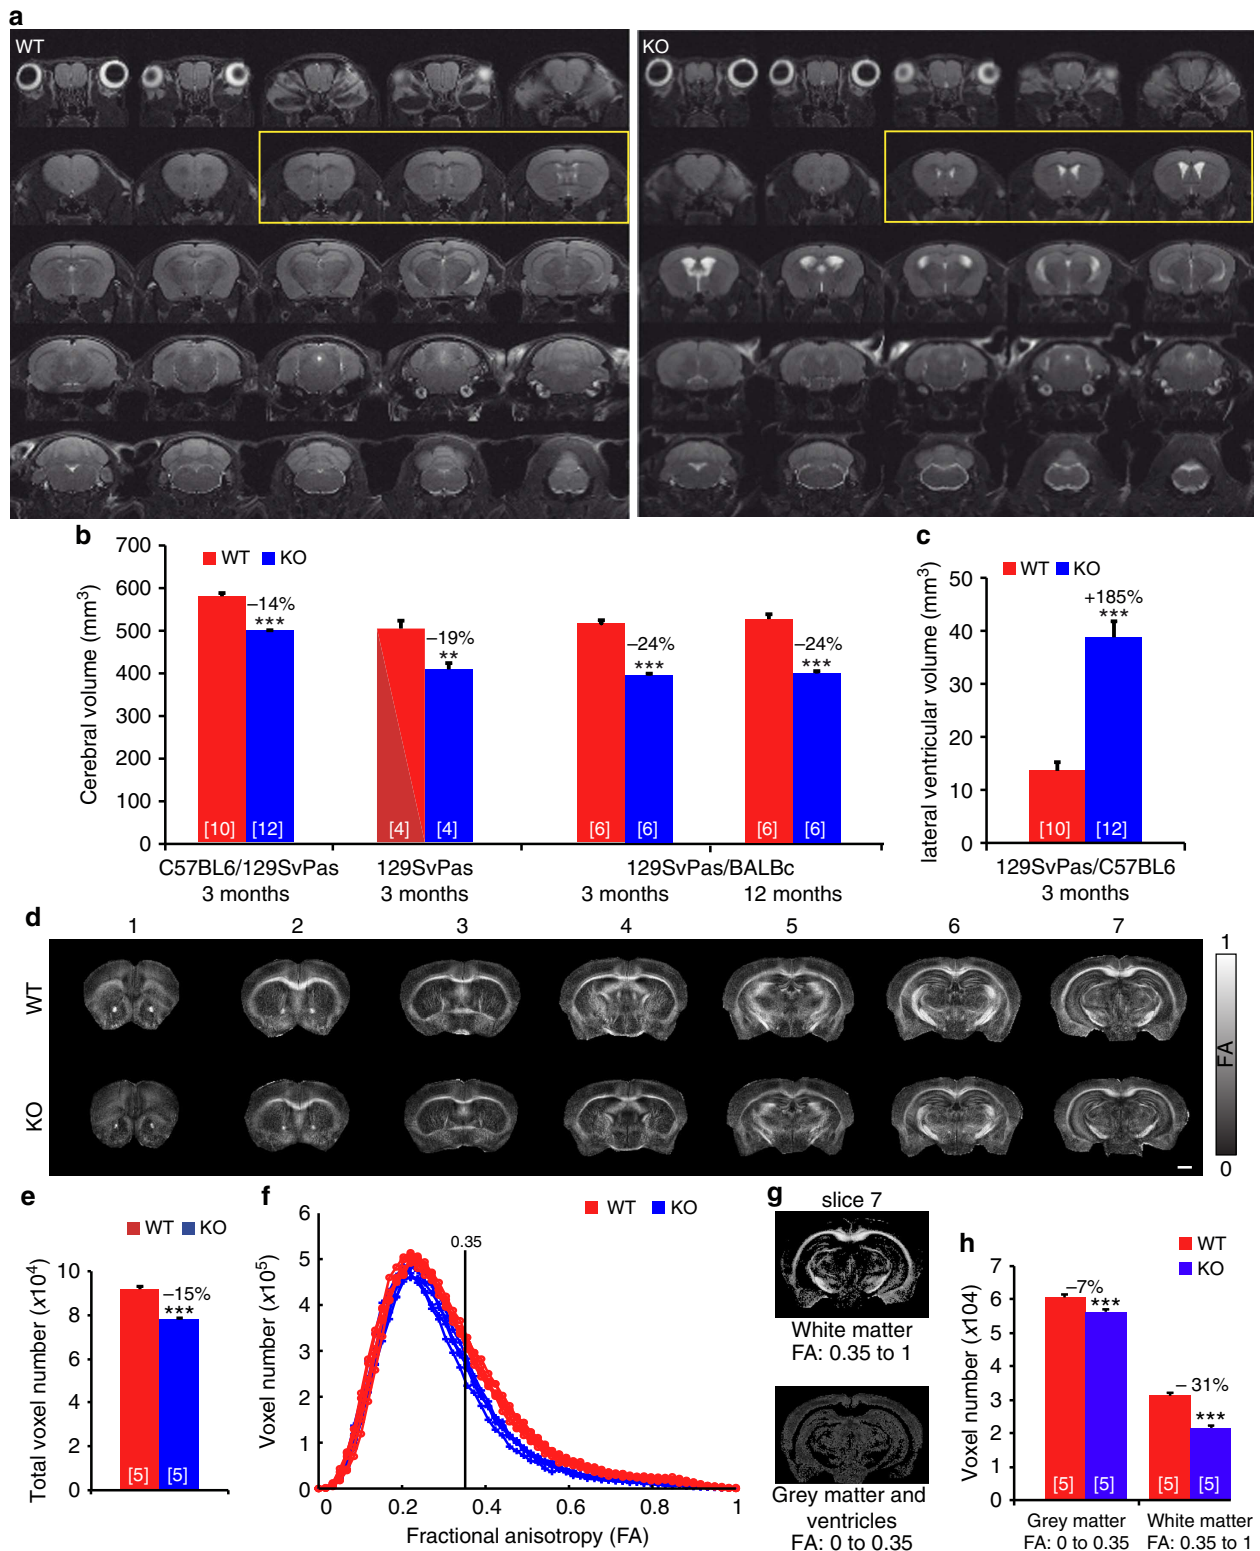 a
WT
KO
b
WT KO
Cerebral volume (mm³)
700
600
500
400
300
200
100
0
–14%
***
–19%
**
–24%
***
–24%
***
[10] [12] [4] [4] [6] [6] [6] [6]
C57BL6/129SvPas 129SvPas 129SvPas/BALBc
3 months 3 months 3 months 12 months
c
WT KO
lateral ventricular volume (mm³)
50
40
30
20
10
0
+185%
***
[10] [12]
129SvPas/C57BL6
3 months
d
1 2 3 4 5 6 7
WT
KO
1
FA
0
e
WT KO
Total voxel number (x10⁴)
10
8
6
4
2
0
–15%
***
[5] [5]
f
WT KO
Voxel number (x10⁵)
6
5
4
3
2
1
0
0.35
0 0.2 0.4 0.6 0.8 1
Fractional anisotropy (FA)
g
slice 7
White matter
FA: 0.35 to 1
Grey matter and
ventricles
FA: 0 to 0.35
h
WT
KO
Voxel number (x104)
7
6
5
4
3
2
1
0
–7%
***
– 31%
***
[5] [5] [5] [5]
Grey matter White matter
FA: 0 to 0.35 FA: 0.35 to 1